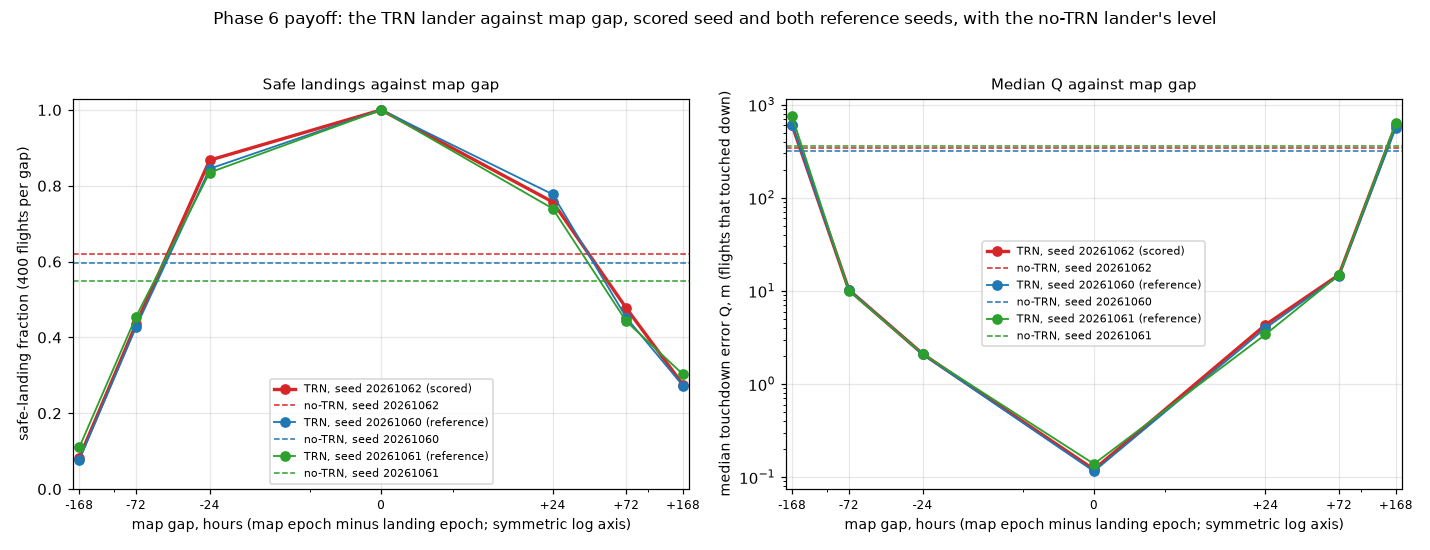 Phase 6 payoff: the TRN lander against map gap, scored seed and both reference seeds, with the no-TRN lander's level
Safe landings against map gap
safe-landing fraction (400 flights per gap)
1.0
0.8
0.6
0.4
0.2
0.0
TRN, seed 20261062 (scored)
no-TRN, seed 20261062
TRN, seed 20261060 (reference)
no-TRN, seed 20261060
TRN, seed 20261061 (reference)
no-TRN, seed 20261061
-168 -72 -24 0 +24 +72 +168
map gap, hours (map epoch minus landing epoch; symmetric log axis)
Median Q against map gap
median touchdown error Q, m (flights that touched down)
10³
10²
10¹
10⁰
10⁻¹
TRN, seed 20261062 (scored)
no-TRN, seed 20261062
TRN, seed 20261060 (reference)
no-TRN, seed 20261060
TRN, seed 20261061 (reference)
no-TRN, seed 20261061
-168 -72 -24 0 +24 +72 +168
map gap, hours (map epoch minus landing epoch; symmetric log axis)